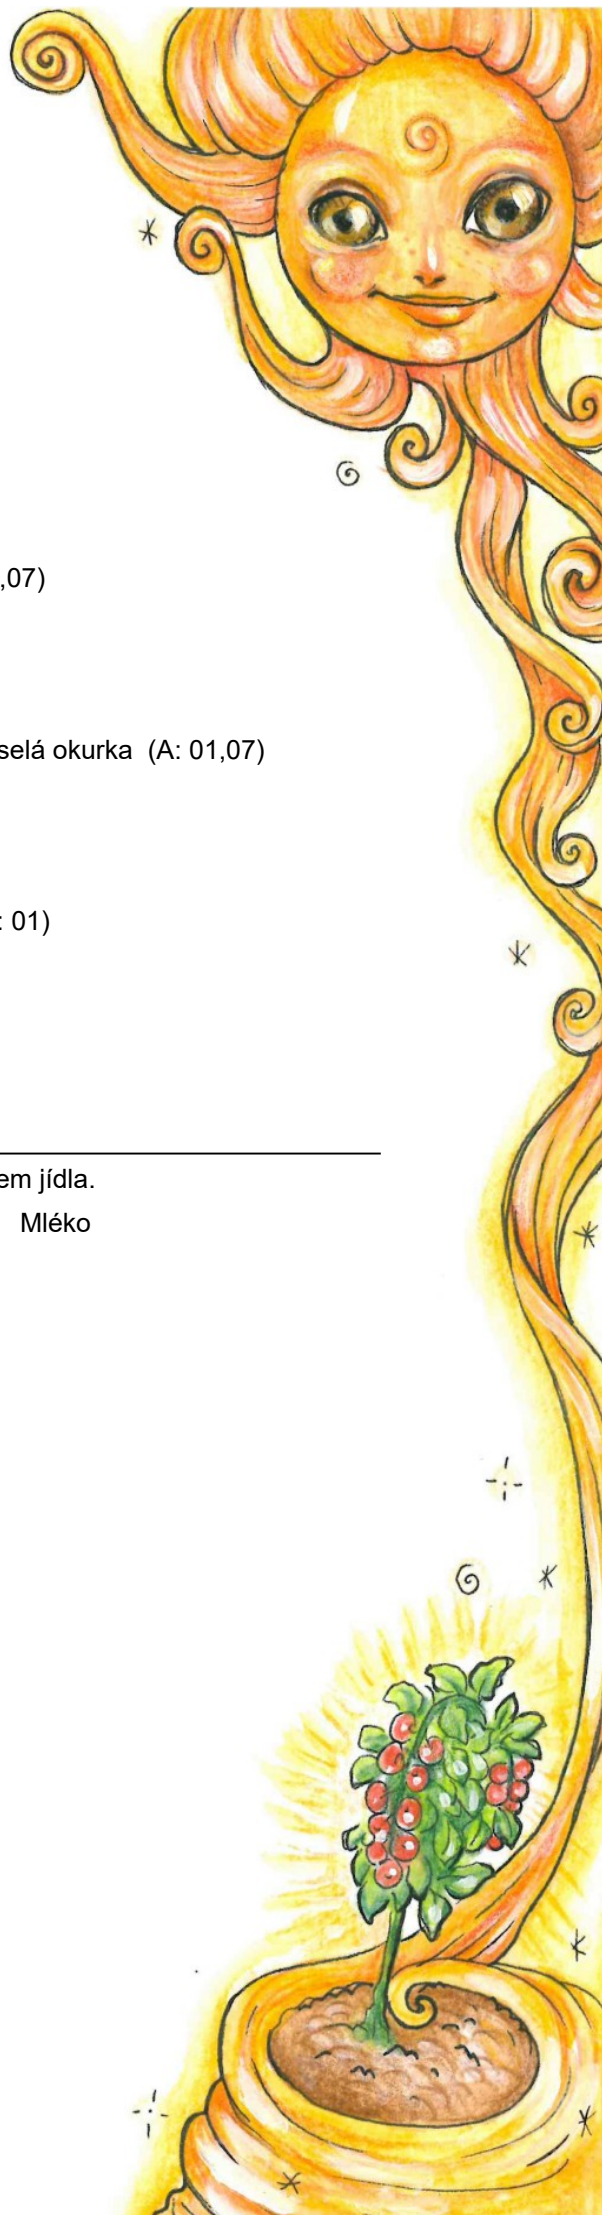 ,07)
selá okurka (A: 01,07)
: 01)
em jídla.
Mléko